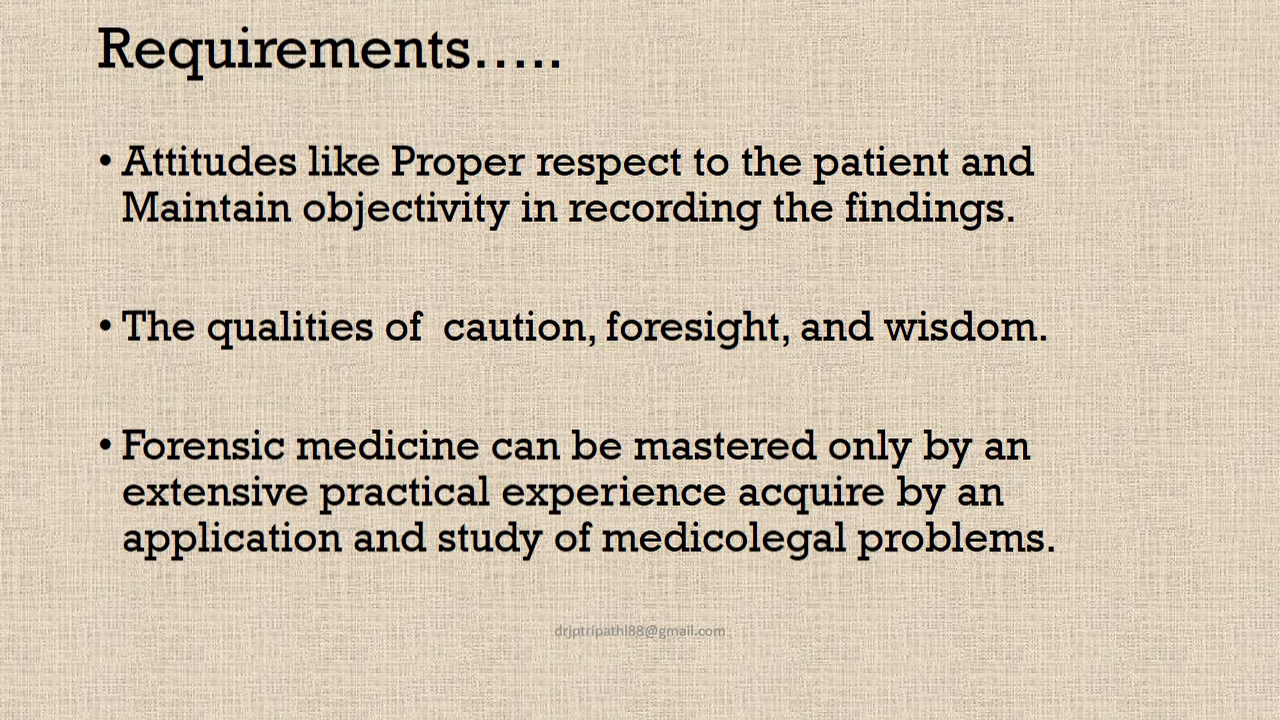 Requirements.....
• Attitudes like Proper respect to the patient and
Maintain objectivity in recording the findings.
• The qualities of  caution, foresight, and wisdom.
• Forensic medicine can be mastered only by an
extensive practical experience acquire by an
application and study of medicolegal problems.
drjptripathi88@gmail.com